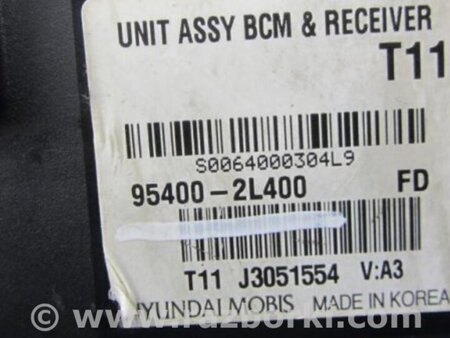 UNIT ASSY BCM & RECEIVER
T11
S0064000304L9
95400-2L400 FD
T11 J3051554 V:A3
HYUNDAI MOBIS MADE IN KOREA
© www.razborki.com